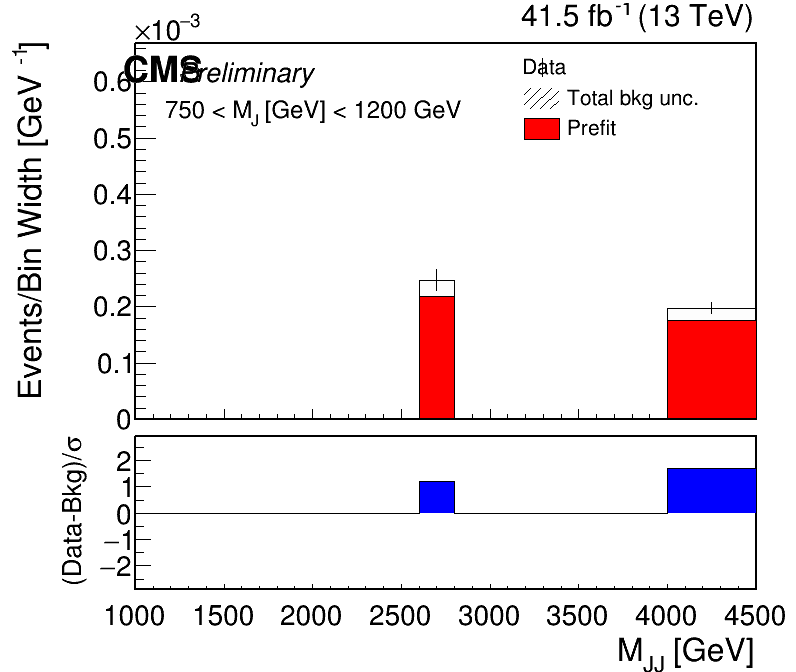 ×10⁻³
41.5 fb⁻¹ (13 TeV)
CMS Preliminary
750 < M_J [GeV] < 1200 GeV
Data
Total bkg unc.
Prefit
Events/Bin Width [GeV⁻¹]
0.6
0.5
0.4
0.3
0.2
0.1
0
(Data-Bkg)/σ
2
1
0
−1
−2
1000 1500 2000 2500 3000 3500 4000 4500
M_JJ [GeV]